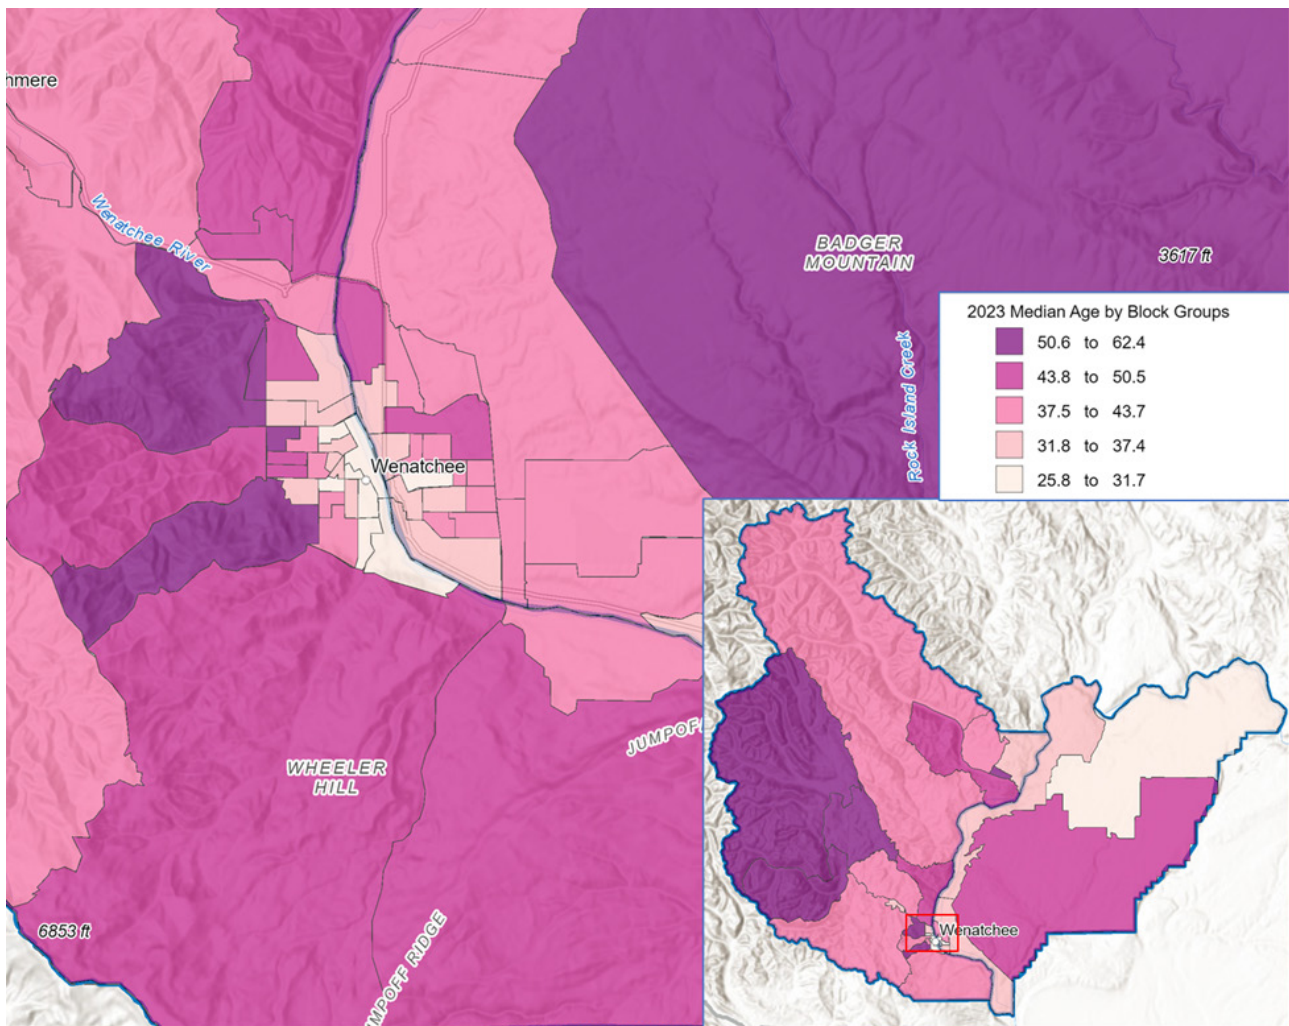 hmere
Wenatchee River
BADGER
MOUNTAIN
3617 ft
2023 Median Age by Block Groups
50.6 to 62.4
43.8 to 50.5
37.5 to 43.7
31.8 to 37.4
25.8 to 31.7
Rock Island Creek
Wenatchee
JUMPOFF
WHEELER
HILL
6853 ft
MPOFF RIDGE
Wenatchee